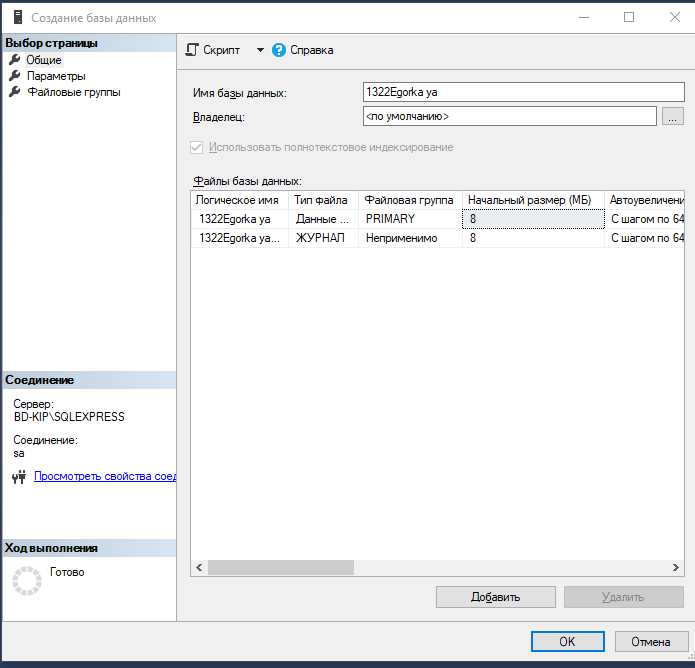 Создание базы данных
Выбор страницы
Общие
Параметры
Файловые группы
Скрипт
Справка
Имя базы данных: 1322Egorka ya
Владелец: <по умолчанию> ...
Использовать полнотекстовое индексирование
Файлы базы данных:
Логическое имя Тип файла Файловая группа Начальный размер (МБ) Автоувеличени
1322Egorka ya Данные ... PRIMARY 8 С шагом по 64
1322Egorka ya... ЖУРНАЛ Неприменимо 8 С шагом по 64
Соединение
Сервер:
BD-KIP\SQLEXPRESS
Соединение:
sa
Просмотреть свойства соед
Ход выполнения
Готово
Добавить Удалить
OK Отмена